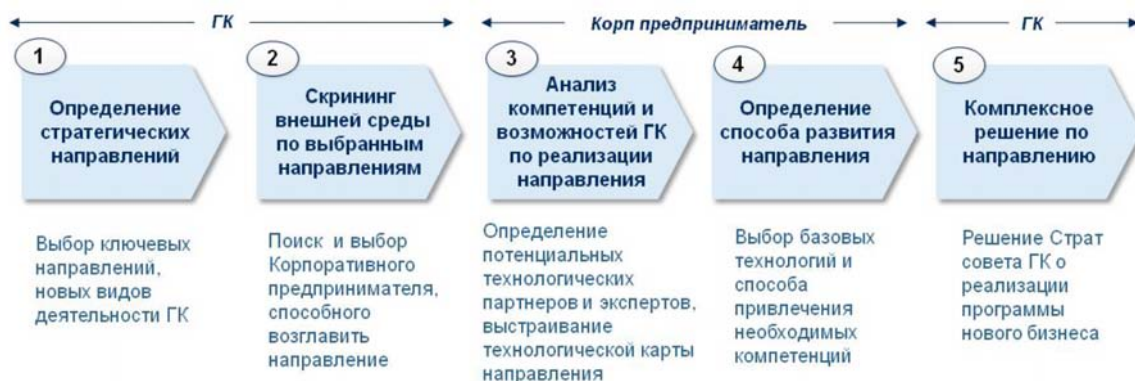 ГК
Корп предприниматель
ГК
1
Определение
стратегических
направлений
2
Скрининг
внешней среды
по выбранным
направлениям
3
Анализ
компетенций и
возможностей ГК
по реализации
направления
4
Определение
способа развития
направления
5
Комплексное
решение по
направлению
Выбор ключевых
направлений,
новых видов
деятельности ГК
Поиск и выбор
Корпоративного
предпринимателя,
способного
возглавить
направление
Определение
потенциальных
технологических
партнеров и экспертов,
выстраивание
технологической карты
направления
Выбор базовых
технологий и
способа
привлечения
необходимых
компетенций
Решение Страт
совета ГК о
реализации
программы
нового бизнеса